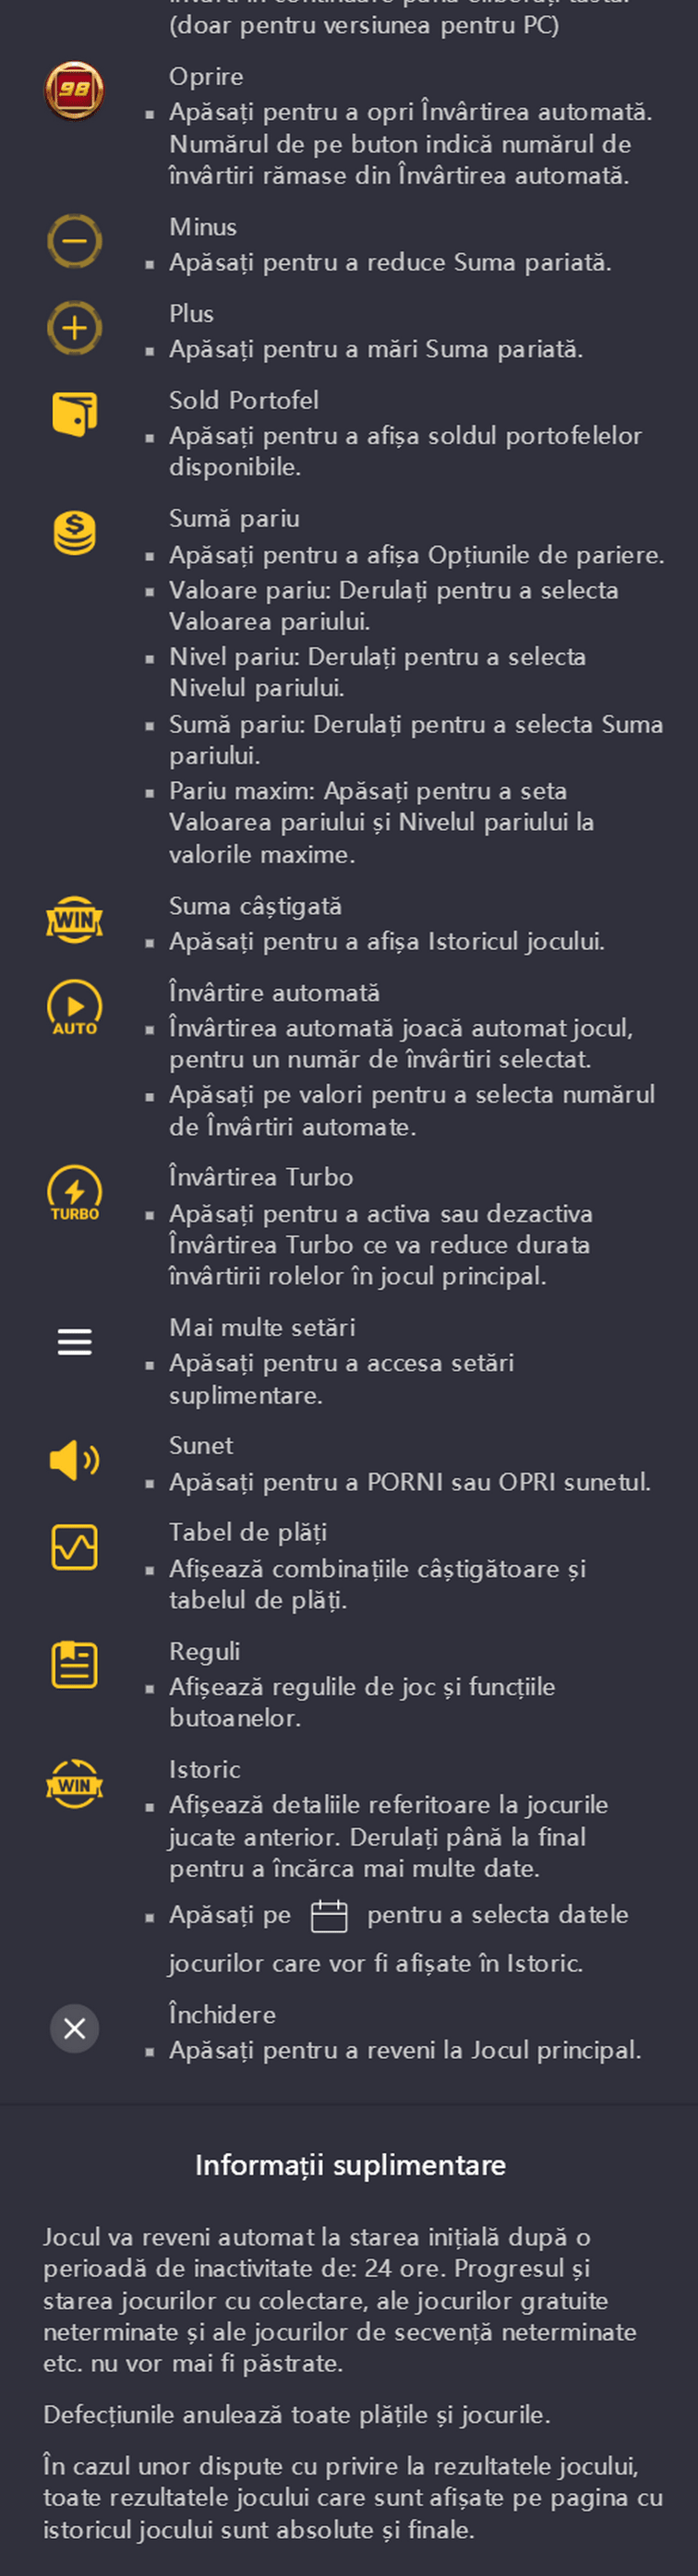 (doar pentru versiunea pentru PC)
98
Oprire
▪ Apăsați pentru a opri Învârtirea automată.
Numărul de pe buton indică numărul de
învârtiri rămase din Învârtirea automată.
Minus
▪ Apăsați pentru a reduce Suma pariată.
Plus
▪ Apăsați pentru a mări Suma pariată.
Sold Portofel
▪ Apăsați pentru a afișa soldul portofelelor
disponibile.
Sumă pariu
▪ Apăsați pentru a afișa Opțiunile de pariere.
▪ Valoare pariu: Derulați pentru a selecta
Valoarea pariului.
▪ Nivel pariu: Derulați pentru a selecta
Nivelul pariului.
▪ Sumă pariu: Derulați pentru a selecta Suma
pariului.
▪ Pariu maxim: Apăsați pentru a seta
Valoarea pariului și Nivelul pariului la
valorile maxime.
WIN
Suma câștigată
▪ Apăsați pentru a afișa Istoricul jocului.
AUTO
Învârtire automată
▪ Învârtirea automată joacă automat jocul,
pentru un număr de învârtiri selectat.
▪ Apăsați pe valori pentru a selecta numărul
de Învârtiri automate.
TURBO
Învârtirea Turbo
▪ Apăsați pentru a activa sau dezactiva
Învârtirea Turbo ce va reduce durata
învârtirii rolelor în jocul principal.
Mai multe setări
▪ Apăsați pentru a accesa setări
suplimentare.
Sunet
▪ Apăsați pentru a PORNI sau OPRI sunetul.
Tabel de plăți
▪ Afișează combinațiile câștigătoare și
tabelul de plăți.
Reguli
▪ Afișează regulile de joc și funcțiile
butoanelor.
WIN
Istoric
▪ Afișează detaliile referitoare la jocurile
jucate anterior. Derulați până la final
pentru a încărca mai multe date.
▪ Apăsați pe pentru a selecta datele
jocurilor care vor fi afișate în Istoric.
Închidere
▪ Apăsați pentru a reveni la Jocul principal.
Informații suplimentare
Jocul va reveni automat la starea inițială după o
perioadă de inactivitate de: 24 ore. Progresul și
starea jocurilor cu colectare, ale jocurilor gratuite
neterminate și ale jocurilor de secvență neterminate
etc. nu vor mai fi păstrate.
Defecțiunile anulează toate plățile și jocurile.
În cazul unor dispute cu privire la rezultatele jocului,
toate rezultatele jocului care sunt afișate pe pagina cu
istoricul jocului sunt absolute și finale.